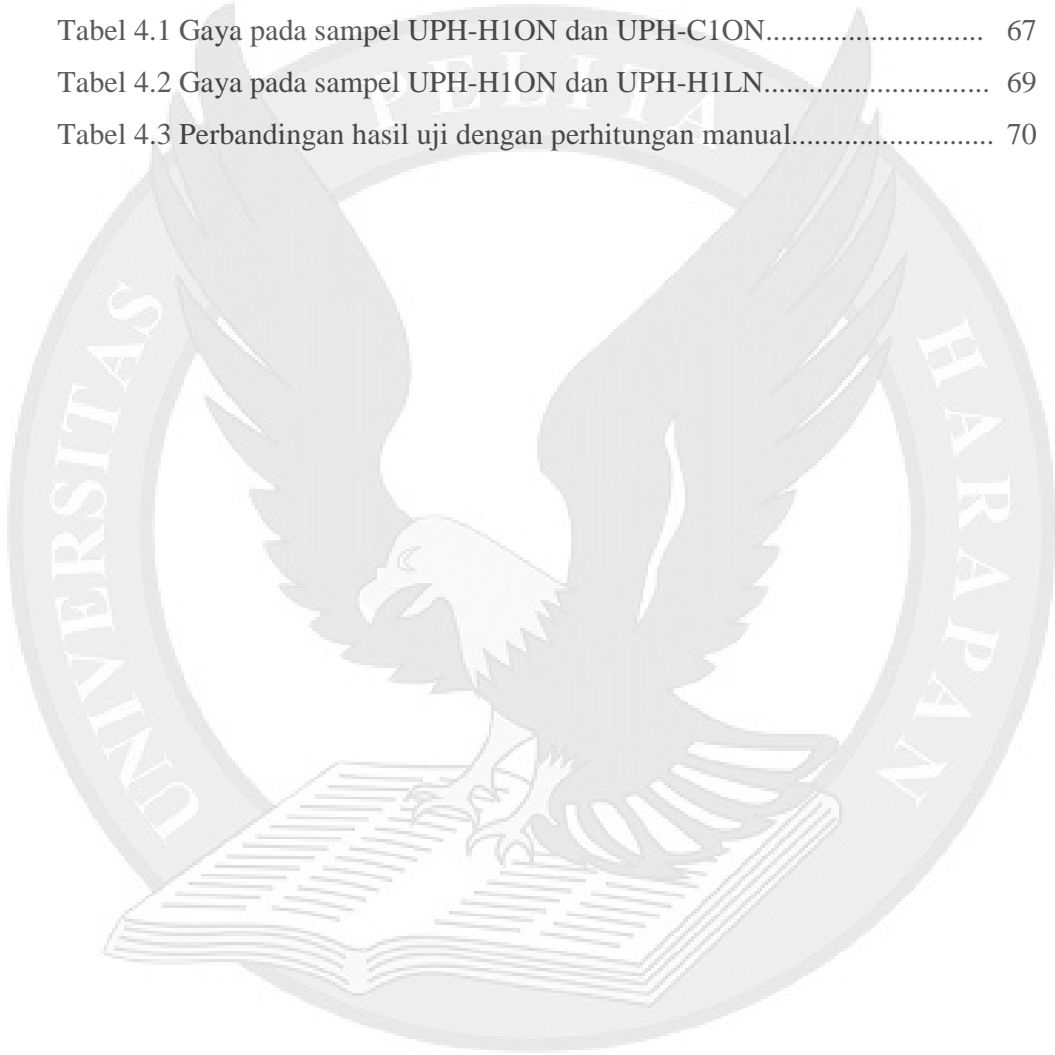 Tabel 4.1 Gaya pada sampel UPH-H1ON dan UPH-C1ON............................. 67
Tabel 4.2 Gaya pada sampel UPH-H1ON dan UPH-H1LN.............................. 69
Tabel 4.3 Perbandingan hasil uji dengan perhitungan manual........................... 70
UNIVERSITAS PELITA HARAPAN